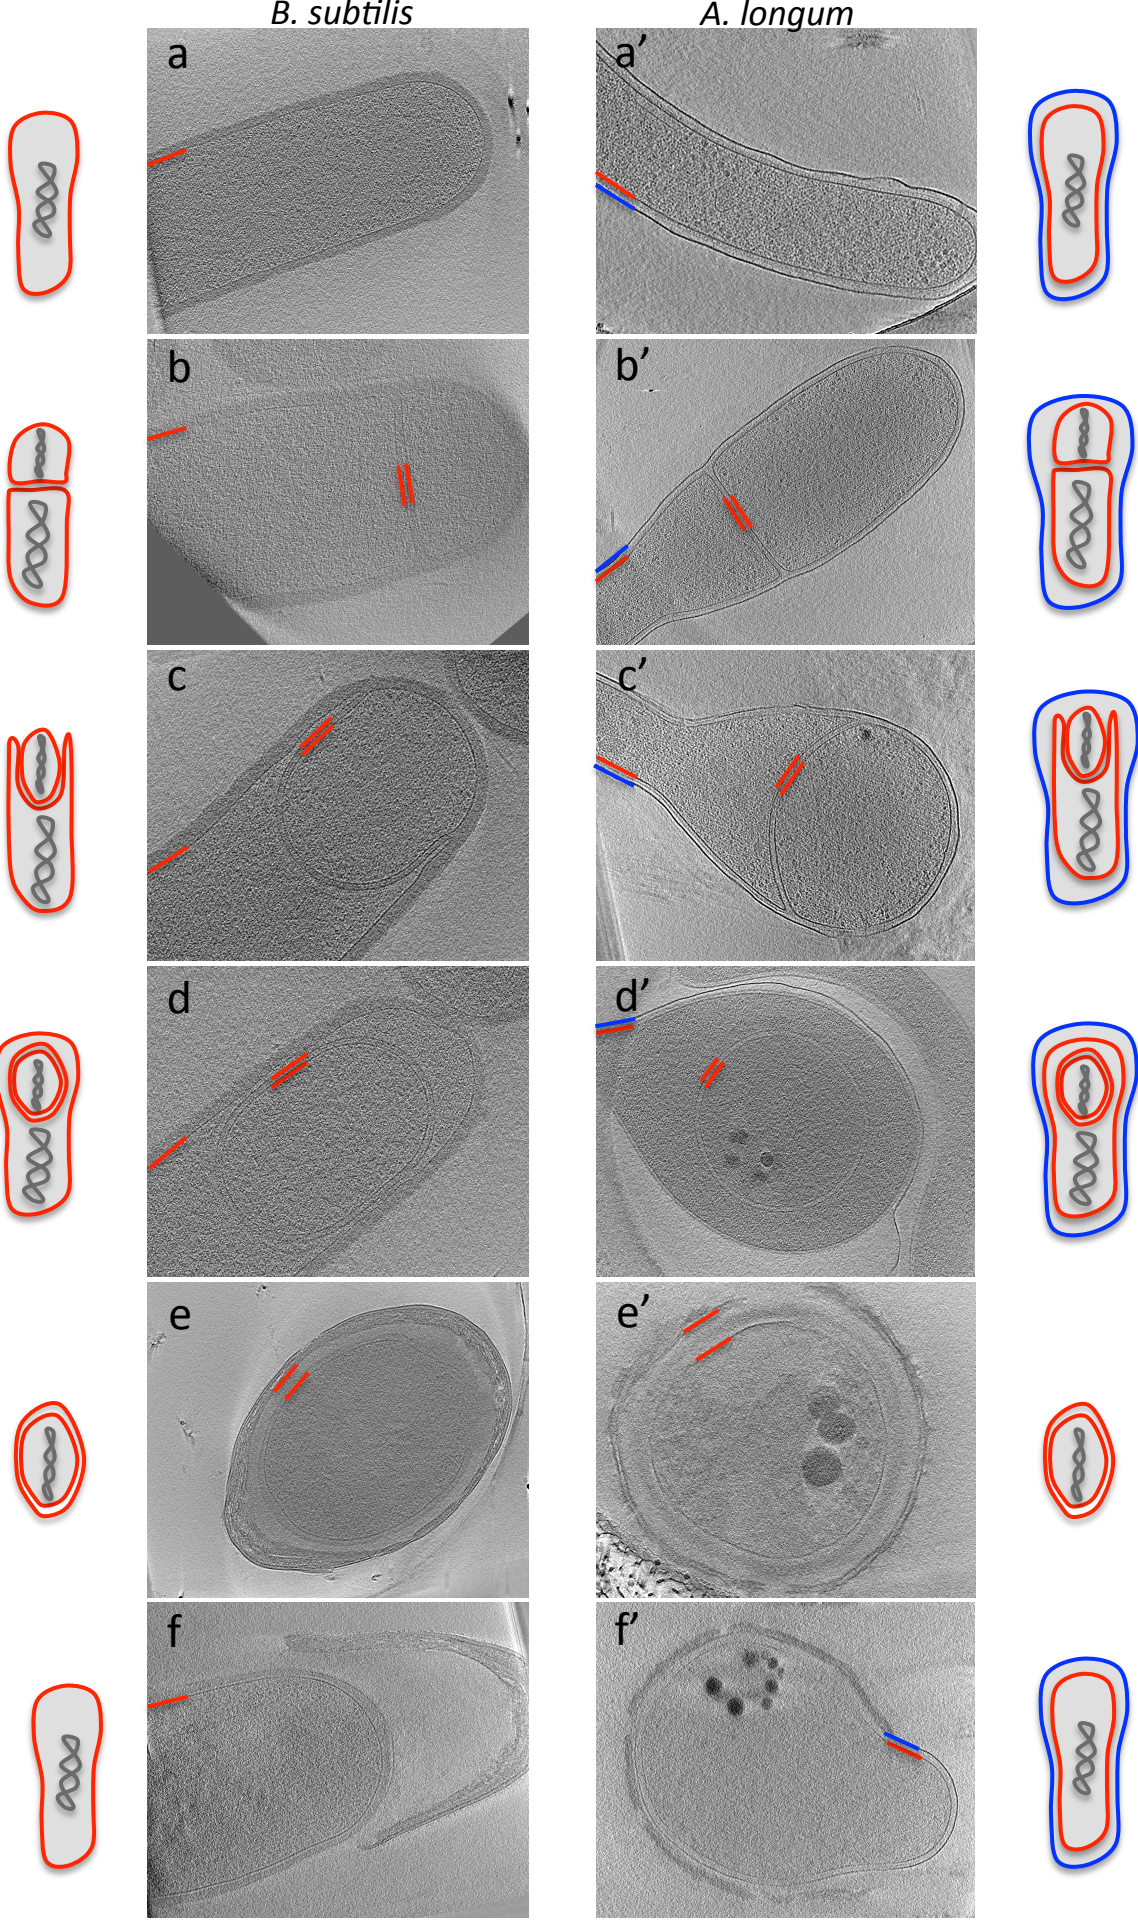 B. subtilis A. longum
a a’
b b’
c c’
d d’
e e’
f f’